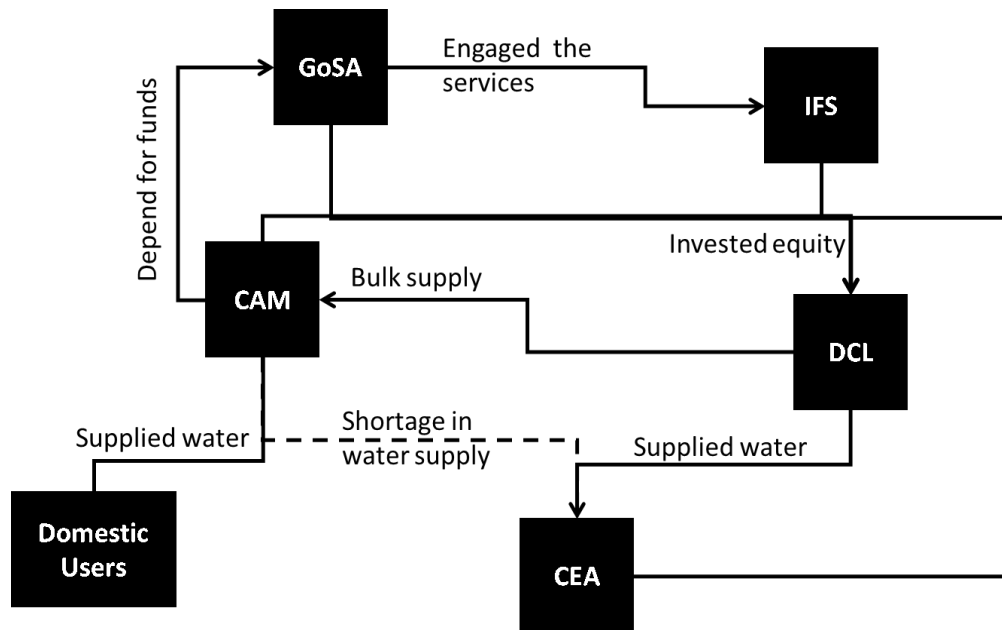 GoSA
Engaged the
services
IFS
Depend for funds
Invested equity
CAM
Bulk supply
DCL
Supplied water
Shortage in
water supply
Supplied water
Domestic
Users
CEA